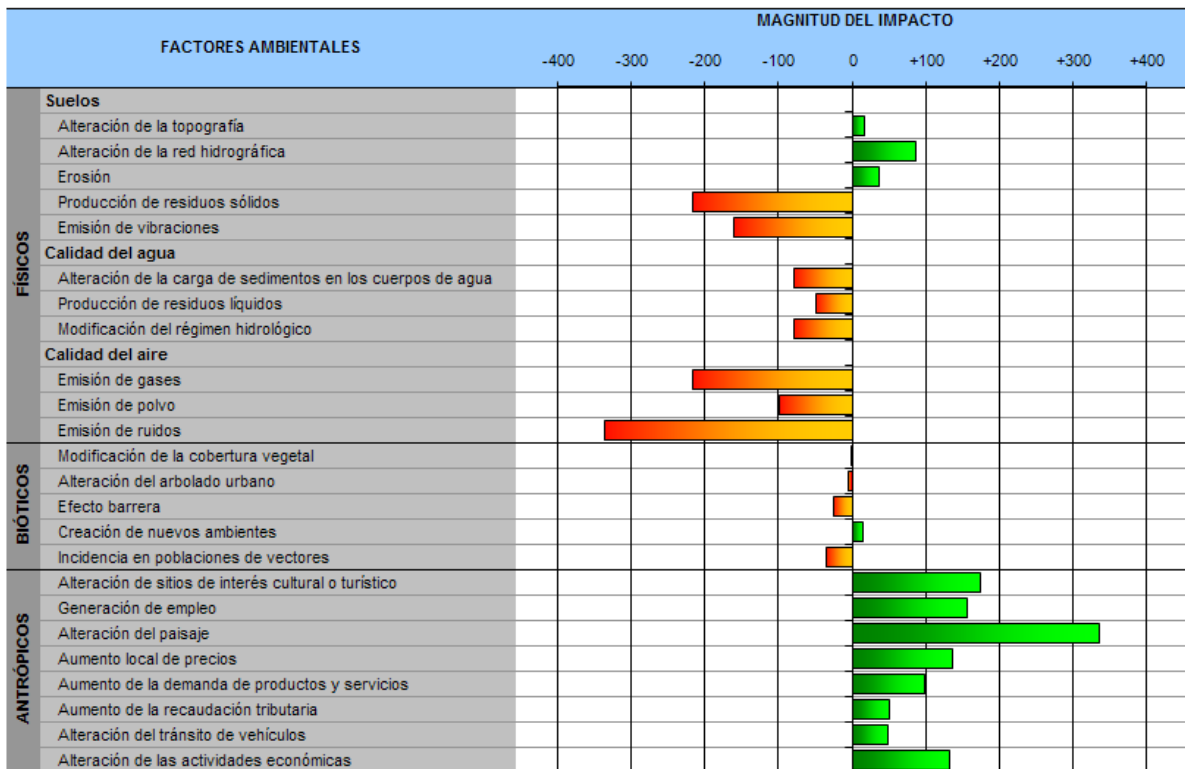 FACTORES AMBIENTALES
MAGNITUD DEL IMPACTO
-400 -300 -200 -100 0 +100 +200 +300 +400
FÍSICOS
Suelos
Alteración de la topografía
Alteración de la red hidrográfica
Erosión
Producción de residuos sólidos
Emisión de vibraciones
Calidad del agua
Alteración de la carga de sedimentos en los cuerpos de agua
Producción de residuos líquidos
Modificación del régimen hidrológico
Calidad del aire
Emisión de gases
Emisión de polvo
Emisión de ruidos
BIÓTICOS
Modificación de la cobertura vegetal
Alteración del arbolado urbano
Efecto barrera
Creación de nuevos ambientes
Incidencia en poblaciones de vectores
ANTRÓPICOS
Alteración de sitios de interés cultural o turístico
Generación de empleo
Alteración del paisaje
Aumento local de precios
Aumento de la demanda de productos y servicios
Aumento de la recaudación tributaria
Alteración del tránsito de vehículos
Alteración de las actividades económicas